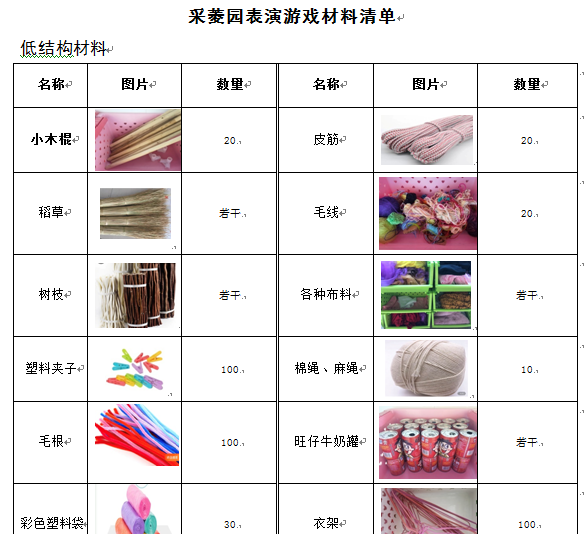 采菱园表演游戏材料清单
低结构材料
名称 图片 数量 名称 图片 数量
小木棍 20 皮筋 20
稻草 若干 毛线 20
树枝 若干 各种布料 若干
塑料夹子 100 棉绳、麻绳 10
毛根 100 旺仔牛奶罐 若干
彩色塑料袋 30 衣架 100